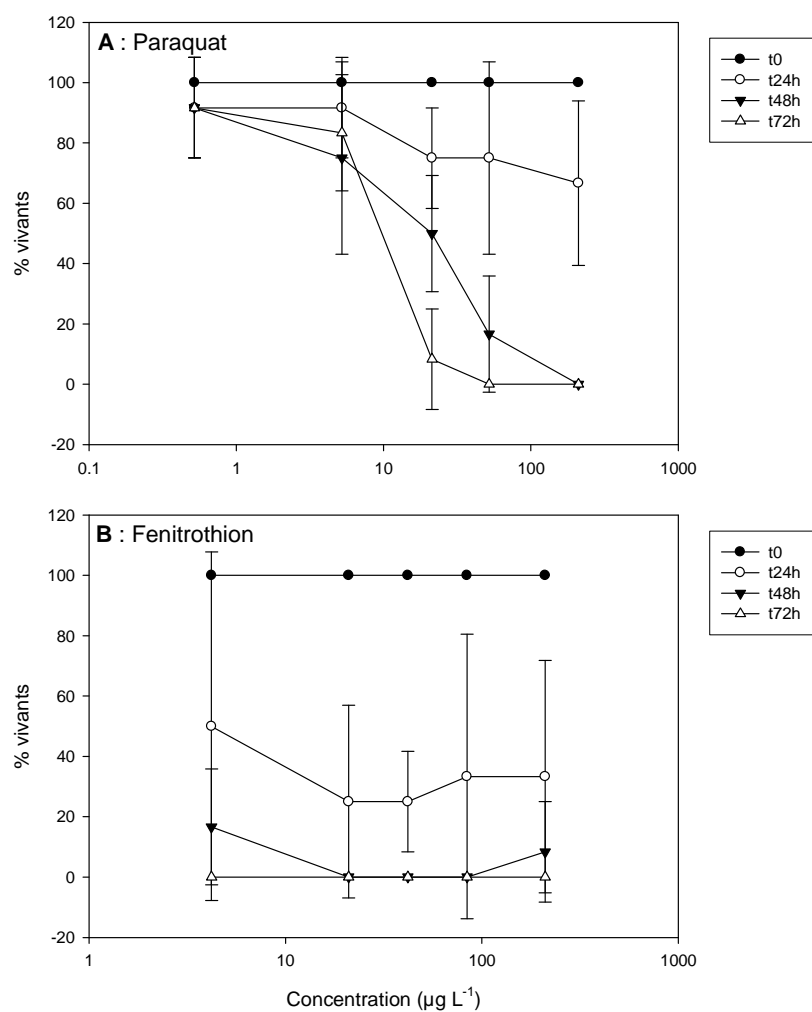 A : Paraquat
120
100
80
60
40
20
0
-20
% vivants
0.1 1 10 100 1000
t0
t24h
t48h
t72h
B : Fenitrothion
120
100
80
60
40
20
0
-20
% vivants
1 10 100 1000
Concentration (µg L⁻¹)
t0
t24h
t48h
t72h